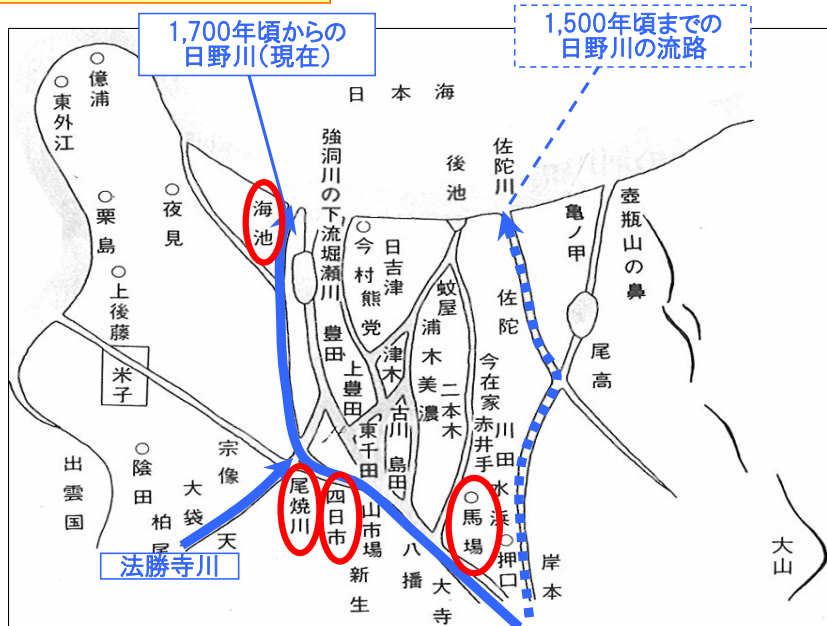 1,700年頃からの
日野川(現在)
1,500年頃までの
日野川の流路
日本海
億浦
東外江
粟島
夜見
上後藤
米子
海池
強洞川の下流堀瀬川
今村
熊党
日吉津
後池
佐陀川
佐陀
亀ノ甲
壺瓶山の鼻
尾高
蚊屋
浦木
美濃
二本木
今在家
赤井手
川田
水浜
豊田
上豊田
津木
古川
島田
東千田
出雲国
陰田
柏尾
大袋
宗像
天
法勝寺川
尾焼川
四日市
山市場
新生
八播
大寺
馬場
押口
岸本
大山